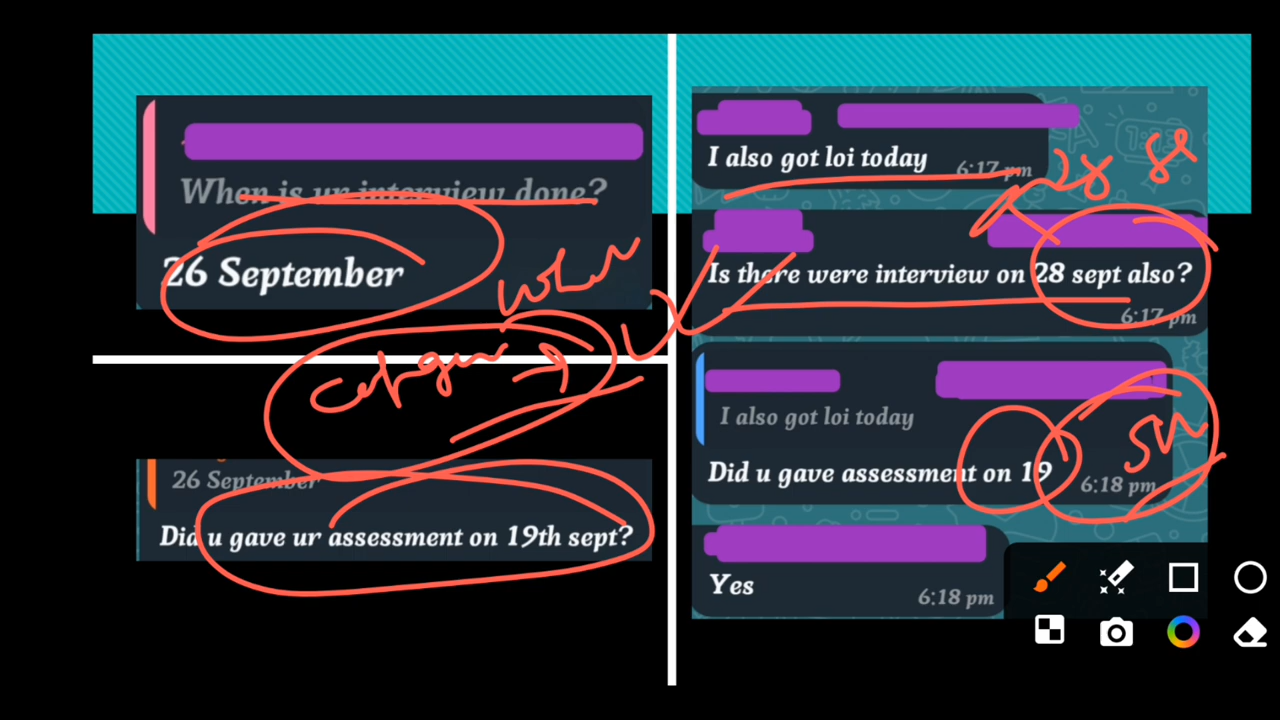 When is ur interview done?
26 September
26 September
Did u gave ur assessment on 19th sept?
I also got loi today
6:17 pm
28
Is there were interview on 28 sept also?
6:17 pm
I also got loi today
Did u gave assessment on 19
6:18 pm
Yes
6:18 pm